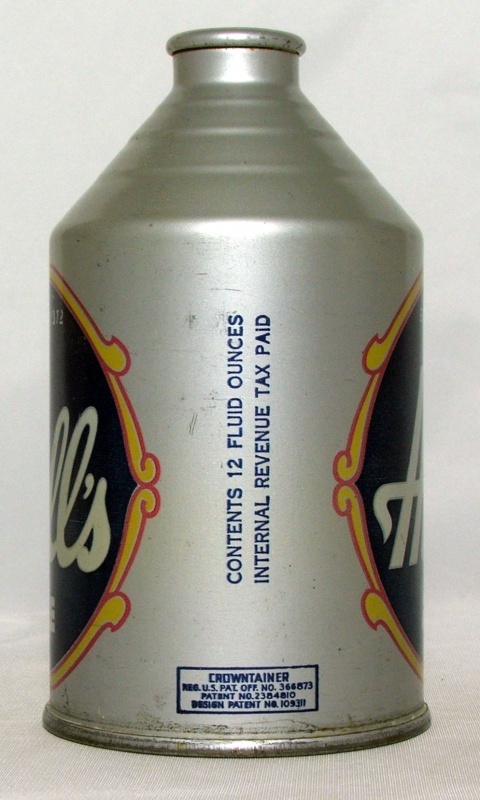 CONTENTS 12 FLUID OUNCES
INTERNAL REVENUE TAX PAID
CROWNTAINER
REG. U.S. PAT. OFF. NO. 366873
PATENT NO. 2384810
DESIGN PATENT NO. 109311